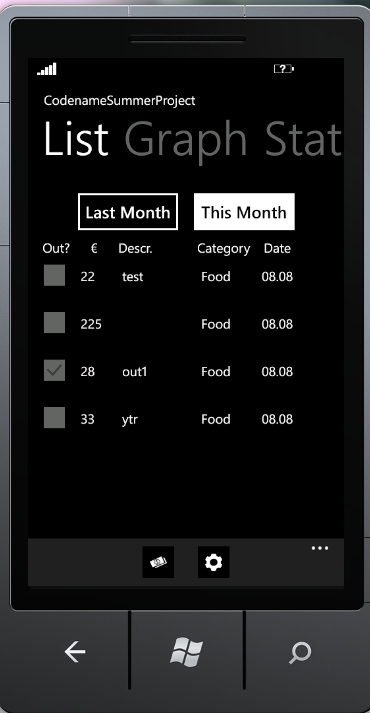 CodenameSummerProject
List Graph Stat
Last Month This Month
Out? € Descr. Category Date
22 test Food 08.08
225 Food 08.08
28 out1 Food 08.08
33 ytr Food 08.08